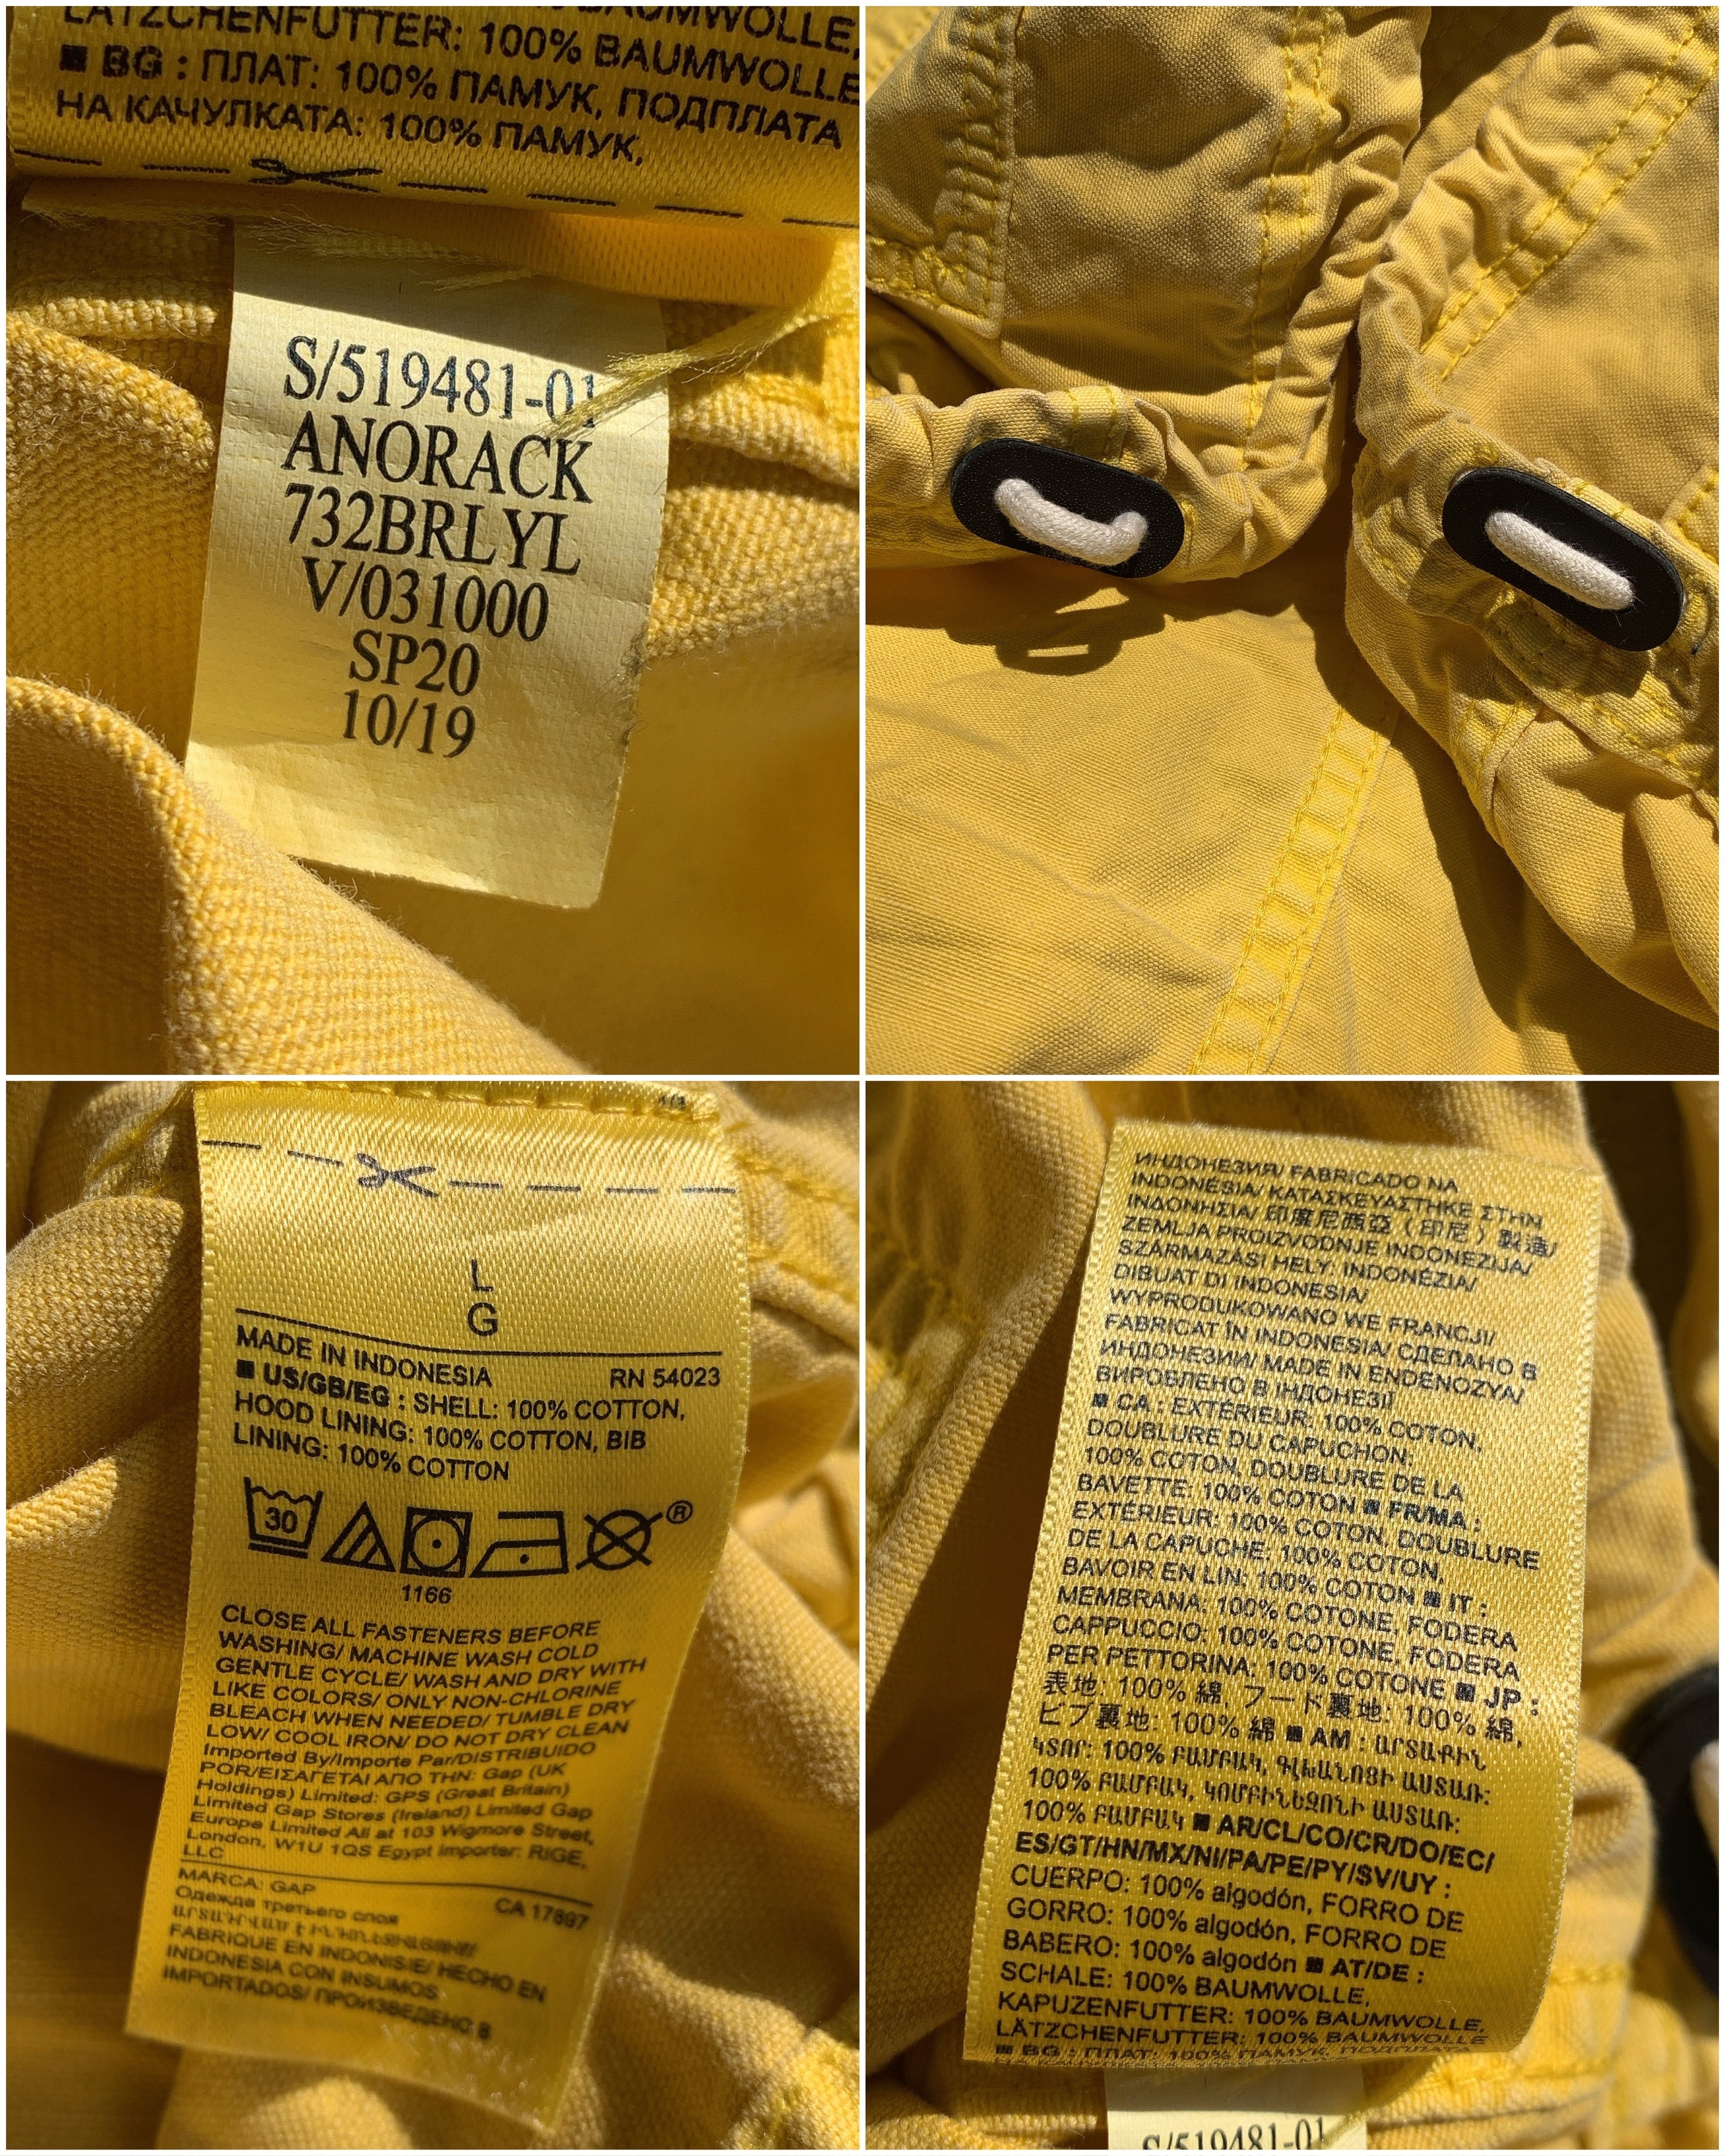 BAUMWOLLE,
LÄTZCHENFUTTER: 100% BAUMWOLLE,
■ BG : ПЛАТ: 100% ПАМУК, ПОДПЛАТА
НА КАЧУЛКАТА: 100% ПАМУК,
S/519481-01
ANORACK
732BRLYL
V/031000
SP20
10/19
L
G
MADE IN INDONESIA RN 54023
■ US/GB/EG : SHELL: 100% COTTON,
HOOD LINING: 100% COTTON, BIB
LINING: 100% COTTON
30 ®
1166
CLOSE ALL FASTENERS BEFORE
WASHING/ MACHINE WASH COLD
GENTLE CYCLE/ WASH AND DRY WITH
LIKE COLORS/ ONLY NON-CHLORINE
BLEACH WHEN NEEDED/ TUMBLE DRY
LOW/ COOL IRON/ DO NOT DRY CLEAN
Imported By/Importe Par/DISTRIBUIDO
POR/ΕΙΣΑΓΕΤΑΙ ΑΠΟ ΤΗΝ: Gap (UK
Holdings) Limited: GPS (Great Britain)
Limited Gap Stores (Ireland) Limited Gap
Europe Limited All at 103 Wigmore Street,
London, W1U 1QS Egypt Importer: RIGE,
LLC
MARCA: GAP CA 17897
Одежда третьего слоя
FABRIQUE EN INDONISIE/ HECHO EN
INDONESIA CON INSUMOS
IMPORTADOS/ ПРОИЗВЕДЕНО В
ИНДОНЕЗИЯ/ FABRICADO NA
INDONÉSIA/ ΚΑΤΑΣΚΕΥΑΣΤΗΚΕ ΣΤΗΝ
ΙΝΔΟΝΗΣΙΑ/ 印度尼西亞（印尼）製造/
ZEMLJA PROIZVODNJE INDONEZIJA/
SZÁRMAZÁSI HELY: INDONÉZIA/
DIBUAT DI INDONESIA/
WYPRODUKOWANO WE FRANCJI/
FABRICAT ÎN INDONESIA/ СДЕЛАНО В
ИНДОНЕЗИИ/ MADE IN ENDENOZYA/
ВИРОБЛЕНО В ІНДОНЕЗІЇ
■ CA : EXTÉRIEUR: 100% COTON,
DOUBLURE DU CAPUCHON:
100% COTON, DOUBLURE DE LA
BAVETTE: 100% COTON ■ FR/MA :
EXTÉRIEUR: 100% COTON, DOUBLURE
DE LA CAPUCHE: 100% COTON,
BAVOIR EN LIN: 100% COTON ■ IT :
MEMBRANA: 100% COTONE, FODERA
CAPPUCCIO: 100% COTONE, FODERA
PER PETTORINA: 100% COTONE ■ JP :
表地: 100% 綿, フード裏地: 100% 綿,
ビブ裏地: 100% 綿 ■ AM : ԱՐՏԱՔԻՆ
ԿՏՈՐ: 100% ԲԱՄԲԱԿ, ԳԼԽԱՆՈՑԻ ԱՍՏԱՌ:
100% ԲԱՄԲԱԿ, ԿՈՄԲԻՆԵԶՈՆԻ ԱՍՏԱՌ:
100% ԲԱՄԲԱԿ ■ AR/CL/CO/CR/DO/EC/
ES/GT/HN/MX/NI/PA/PE/PY/SV/UY :
CUERPO: 100% algodón, FORRO DE
GORRO: 100% algodón, FORRO DE
BABERO: 100% algodón ■ AT/DE :
SCHALE: 100% BAUMWOLLE,
KAPUZENFUTTER: 100% BAUMWOLLE,
LÄTZCHENFUTTER: 100% BAUMWOLLE
■ BG : ПЛАТ: 100% ПАМУК, ПОДПЛАТА
S/519481-01